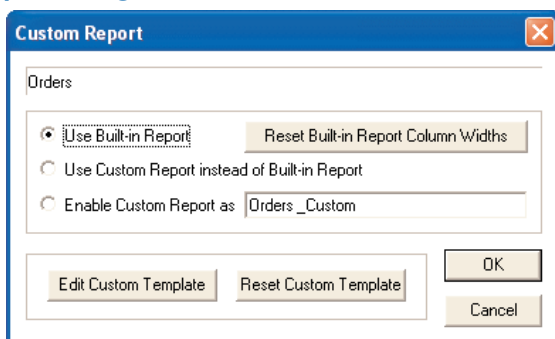 Custom Report
Orders
Use Built-in Report
Reset Built-in Report Column Widths
Use Custom Report instead of Built-in Report
Enable Custom Report as
Orders _Custom
Edit Custom Template
Reset Custom Template
OK
Cancel